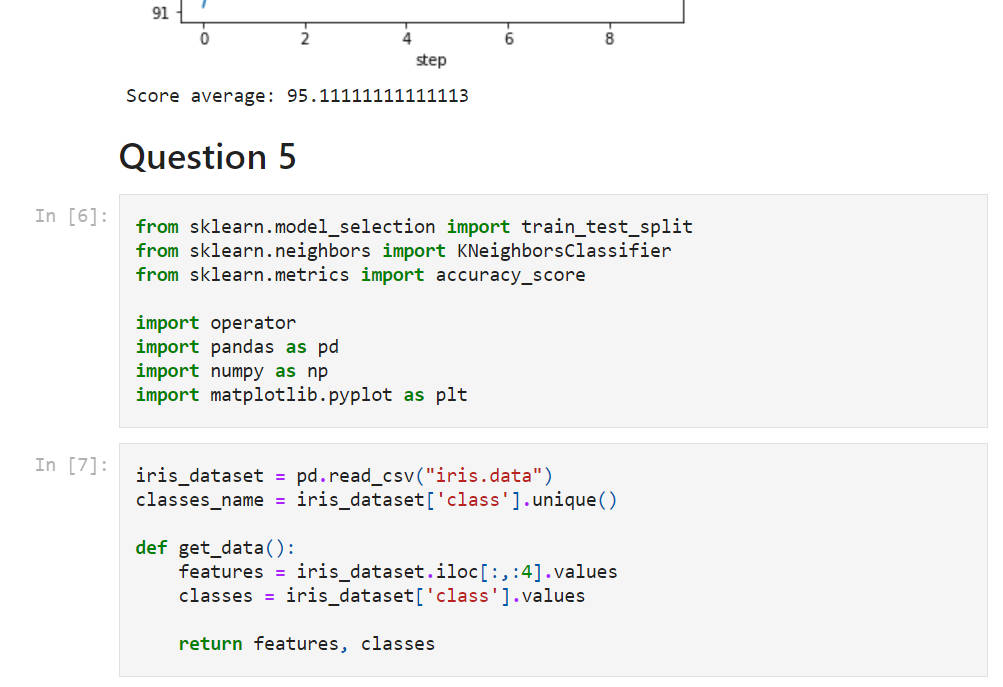 91
0 2 4 6 8
step
Score average: 95.11111111111113
Question 5
In [6]:
from sklearn.model_selection import train_test_split
from sklearn.neighbors import KNeighborsClassifier
from sklearn.metrics import accuracy_score
import operator
import pandas as pd
import numpy as np
import matplotlib.pyplot as plt
In [7]:
iris_dataset = pd.read_csv("iris.data")
classes_name = iris_dataset['class'].unique()
def get_data():
    features = iris_dataset.iloc[:,:4].values
    classes = iris_dataset['class'].values
    return features, classes